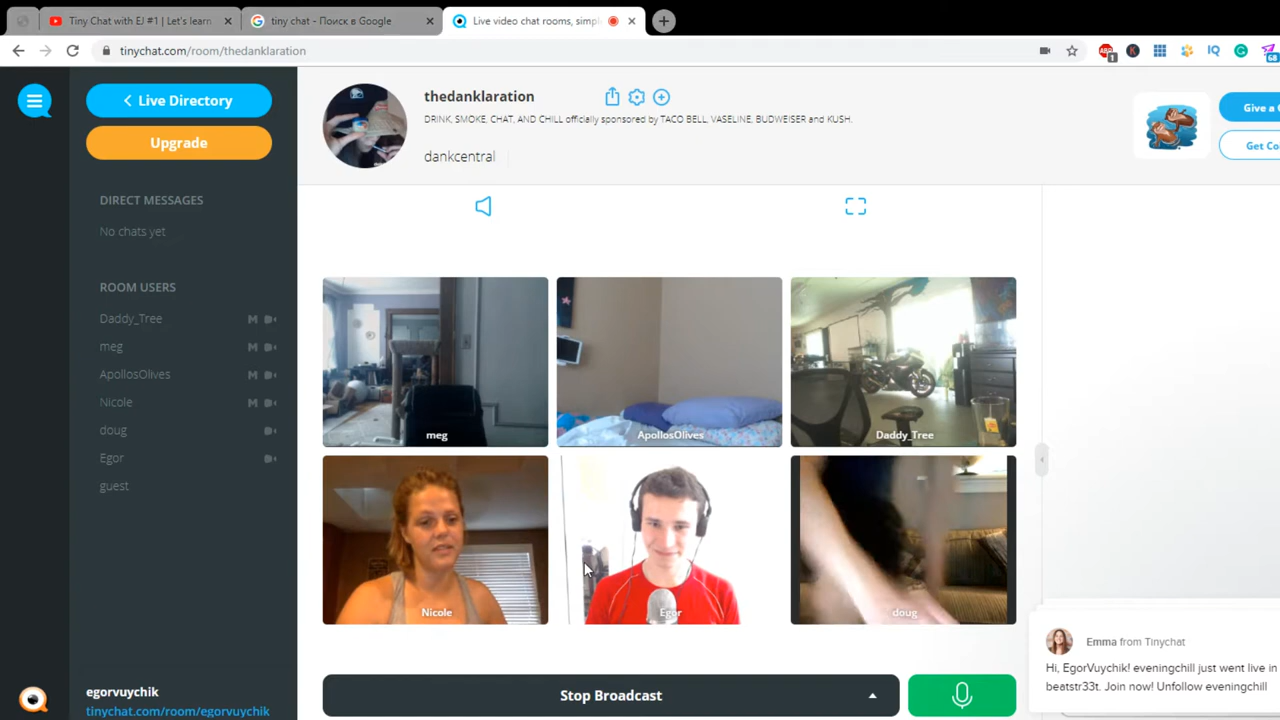 Tiny Chat with EJ #1 | Let's learn
tiny chat - Поиск в Google
Live video chat rooms, simpl
tinychat.com/room/thedanklaration
1
IQ
68
Live Directory
Upgrade
DIRECT MESSAGES
No chats yet
ROOM USERS
Daddy_Tree
meg
ApollosOlives
Nicole
doug
Egor
guest
egorvuychik
tinychat.com/room/egorvuychik
thedanklaration
DRINK, SMOKE, CHAT, AND CHILL officially sponsored by TACO BELL, VASELINE, BUDWEISER and KUSH.
dankcentral
Give a G
Get Co
meg
ApollosOlives
Daddy_Tree
Nicole
Egor
doug
Stop Broadcast
Emma from Tinychat
Hi, EgorVuychik! eveningchill just went live in
beatstr33t. Join now! Unfollow eveningchill